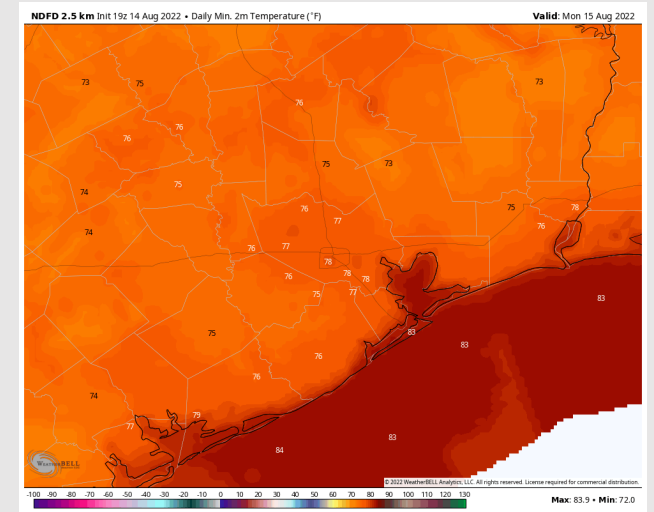 NDFD 2.5 km Init 19z 14 Aug 2022 • Daily Min. 2m Temperature (°F) Valid: Mon 15 Aug 2022
73 75 73
76
76 76
75 73
75
74 75 78
76
77 76
74
76 77
78
76 78 78
75 77
83
83
75 83
76
76
74
79
77
83
84
WEATHERBELL
© 2022 WeatherBELL Analytics, LLC. All rights reserved. License required for commercial distribution.
-100 -90 -80 -70 -60 -50 -40 -30 -20 -10 0 10 20 30 40 50 60 70 80 90 100 110 120 130
Max: 83.9 • Min: 72.0